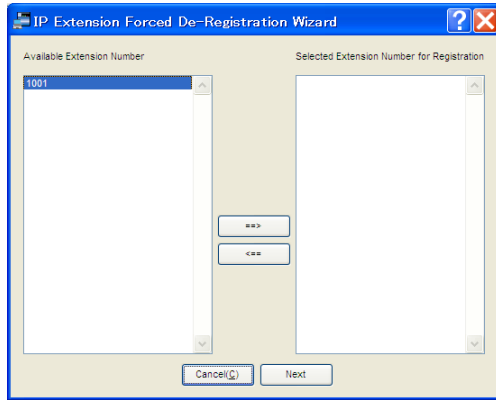 IP Extension Forced De-Registration Wizard
Available Extension Number
Selected Extension Number for Registration
1001
==>
<==
Cancel(C)
Next